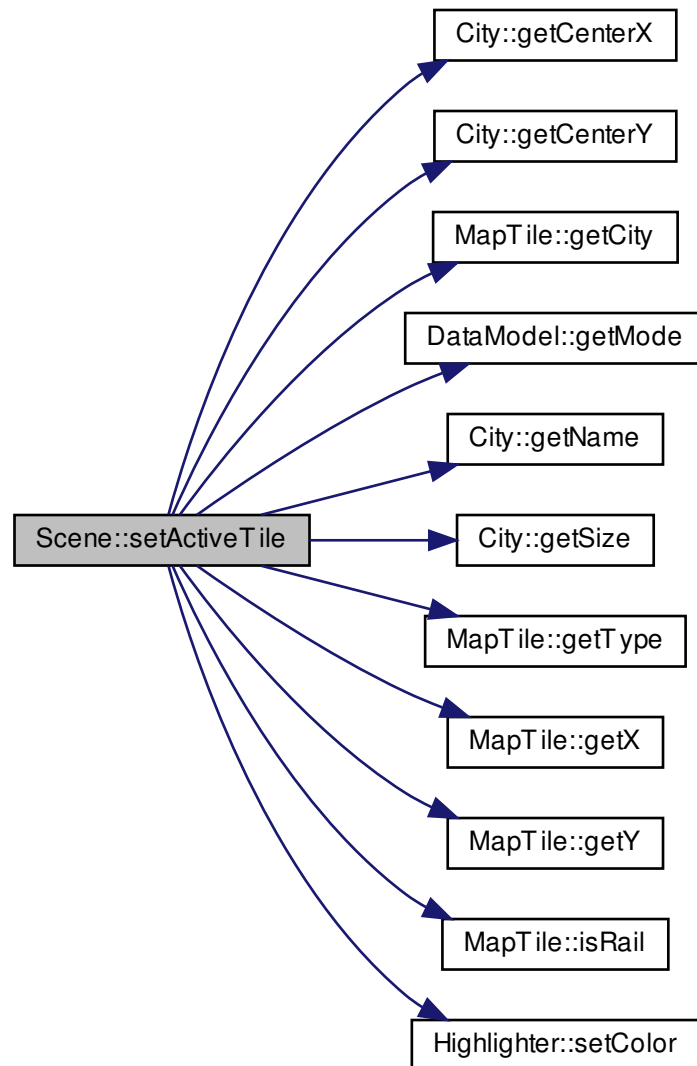 City::getCenterX
City::getCenterY
MapTile::getCity
DataModel::getMode
City::getName
Scene::setActiveTile
City::getSize
MapTile::getType
MapTile::getX
MapTile::getY
MapTile::isRail
Highlighter::setColor